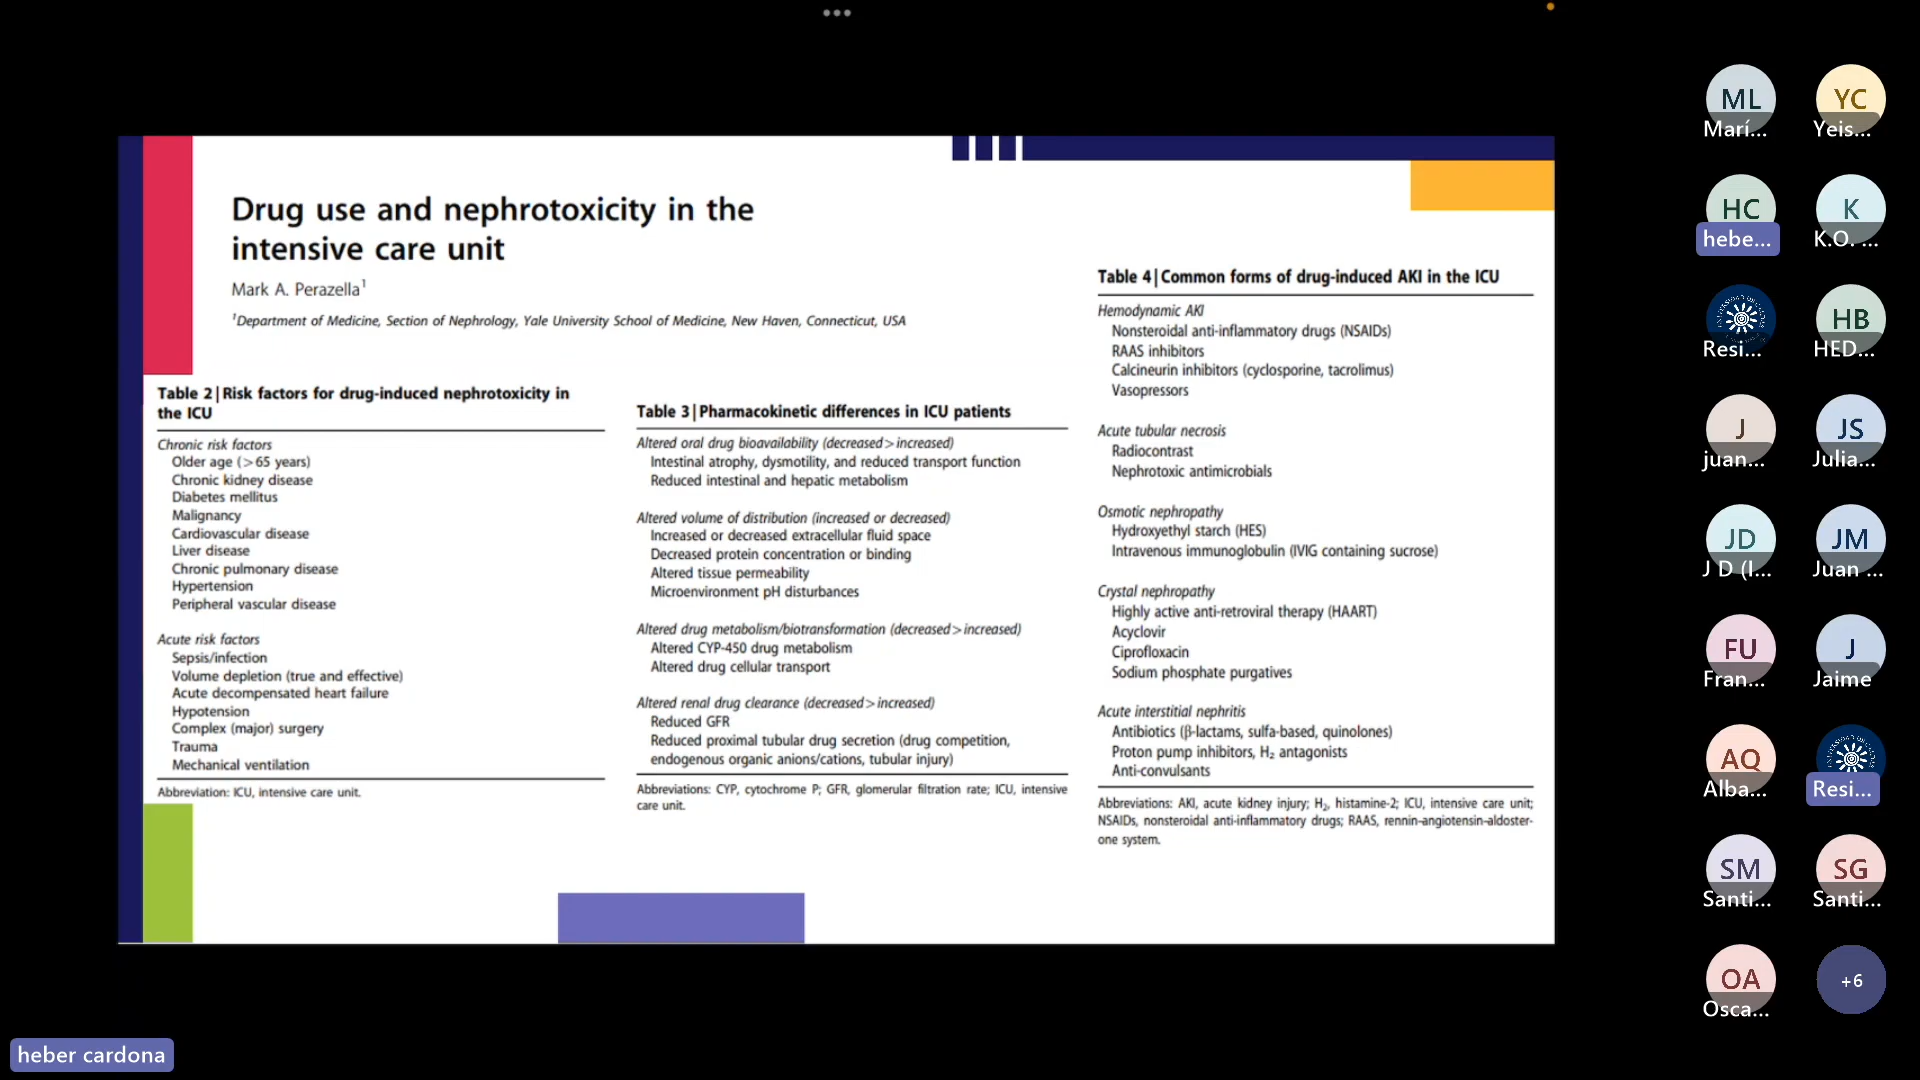 Drug use and nephrotoxicity in the
intensive care unit
Mark A. Perazella¹
¹Department of Medicine, Section of Nephrology, Yale University School of Medicine, New Haven, Connecticut, USA
Table 2 | Risk factors for drug-induced nephrotoxicity in
the ICU
Chronic risk factors
Older age (>65 years)
Chronic kidney disease
Diabetes mellitus
Malignancy
Cardiovascular disease
Liver disease
Chronic pulmonary disease
Hypertension
Peripheral vascular disease
Acute risk factors
Sepsis/infection
Volume depletion (true and effective)
Acute decompensated heart failure
Hypotension
Complex (major) surgery
Trauma
Mechanical ventilation
Abbreviation: ICU, intensive care unit.
Table 3 | Pharmacokinetic differences in ICU patients
Altered oral drug bioavailability (decreased>increased)
Intestinal atrophy, dysmotility, and reduced transport function
Reduced intestinal and hepatic metabolism
Altered volume of distribution (increased or decreased)
Increased or decreased extracellular fluid space
Decreased protein concentration or binding
Altered tissue permeability
Microenvironment pH disturbances
Altered drug metabolism/biotransformation (decreased>increased)
Altered CYP-450 drug metabolism
Altered drug cellular transport
Altered renal drug clearance (decreased>increased)
Reduced GFR
Reduced proximal tubular drug secretion (drug competition,
endogenous organic anions/cations, tubular injury)
Abbreviations: CYP, cytochrome P; GFR, glomerular filtration rate; ICU, intensive
care unit.
Table 4 | Common forms of drug-induced AKI in the ICU
Hemodynamic AKI
Nonsteroidal anti-inflammatory drugs (NSAIDs)
RAAS inhibitors
Calcineurin inhibitors (cyclosporine, tacrolimus)
Vasopressors
Acute tubular necrosis
Radiocontrast
Nephrotoxic antimicrobials
Osmotic nephropathy
Hydroxyethyl starch (HES)
Intravenous immunoglobulin (IVIG containing sucrose)
Crystal nephropathy
Highly active anti-retroviral therapy (HAART)
Acyclovir
Ciprofloxacin
Sodium phosphate purgatives
Acute interstitial nephritis
Antibiotics (β-lactams, sulfa-based, quinolones)
Proton pump inhibitors, H₂ antagonists
Anti-convulsants
Abbreviations: AKI, acute kidney injury; H₂, histamine-2; ICU, intensive care unit;
NSAIDs, nonsteroidal anti-inflammatory drugs; RAAS, rennin-angiotensin-aldoster-
one system.
ML
Marí...
YC
Yeis...
HC
hebe...
K
K.O. ...
Resi...
HB
HED...
J
juan...
JS
Julia...
JD
J D (I...
JM
Juan ...
FU
Fran...
J
Jaime
AQ
Alba...
Resi...
SM
Santi...
SG
Santi...
OA
Osca...
+6
heber cardona